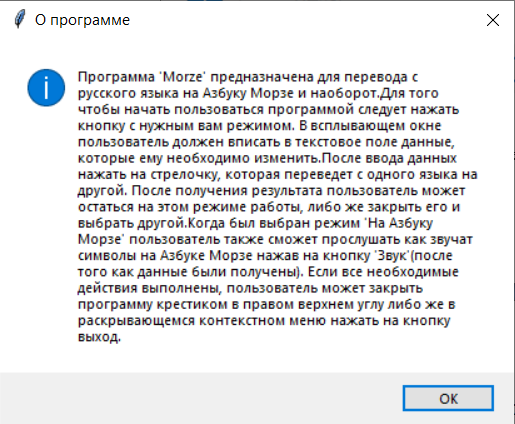 О программе
Программа 'Morze' предназначена для перевода с
русского языка на Азбуку Морзе и наоборот.Для того
чтобы начать пользоваться программой следует нажать
кнопку с нужным вам режимом. В всплывающем окне
пользователь должен вписать в текстовое поле данные,
которые ему необходимо изменить.После ввода данных
нажать на стрелочку, которая переведет с одного языка на
другой. После получения результата пользователь может
остаться на этом режиме работы, либо же закрыть его и
выбрать другой.Когда был выбран режим 'На Азбуку
Морзе' пользователь также сможет прослушать как звучат
символы на Азбуке Морзе нажав на кнопку 'Звук'(после
того как данные были получены). Если все необходимые
действия выполнены, пользователь может закрыть
программу крестиком в правом верхнем углу либо же в
раскрывающемся контекстном меню нажать на кнопку
выход.
ОК